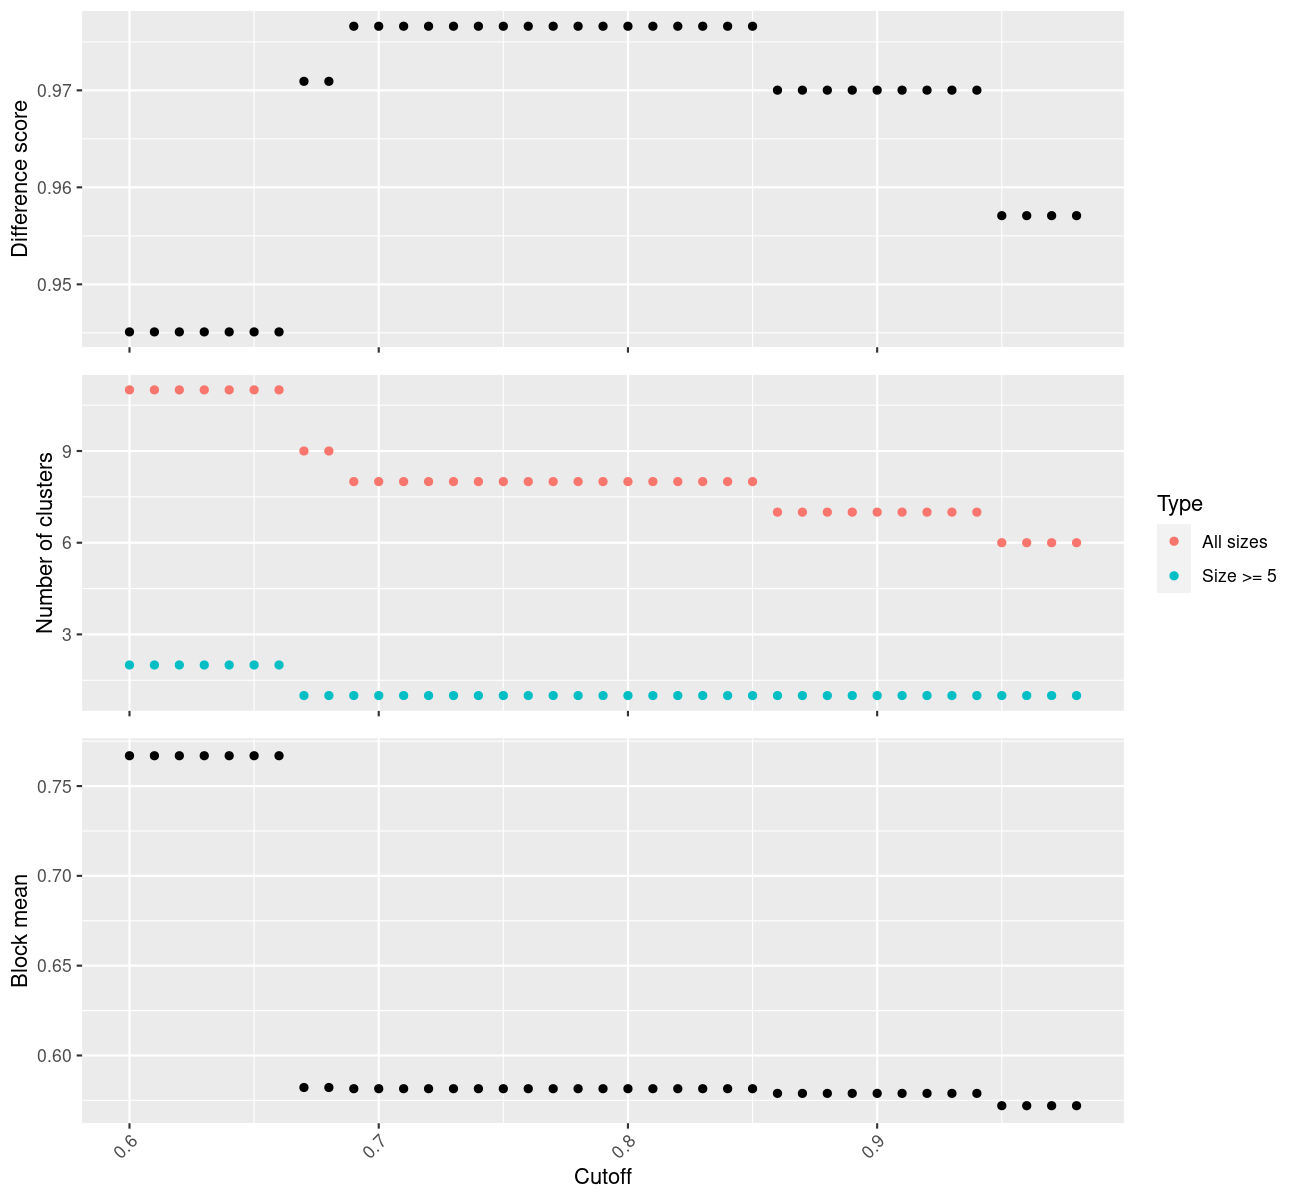 Difference score
0.97
0.96
0.95
Number of clusters
9
6
3
Type
All sizes
Size >= 5
Block mean
0.75
0.70
0.65
0.60
0.6
0.7
0.8
0.9
Cutoff